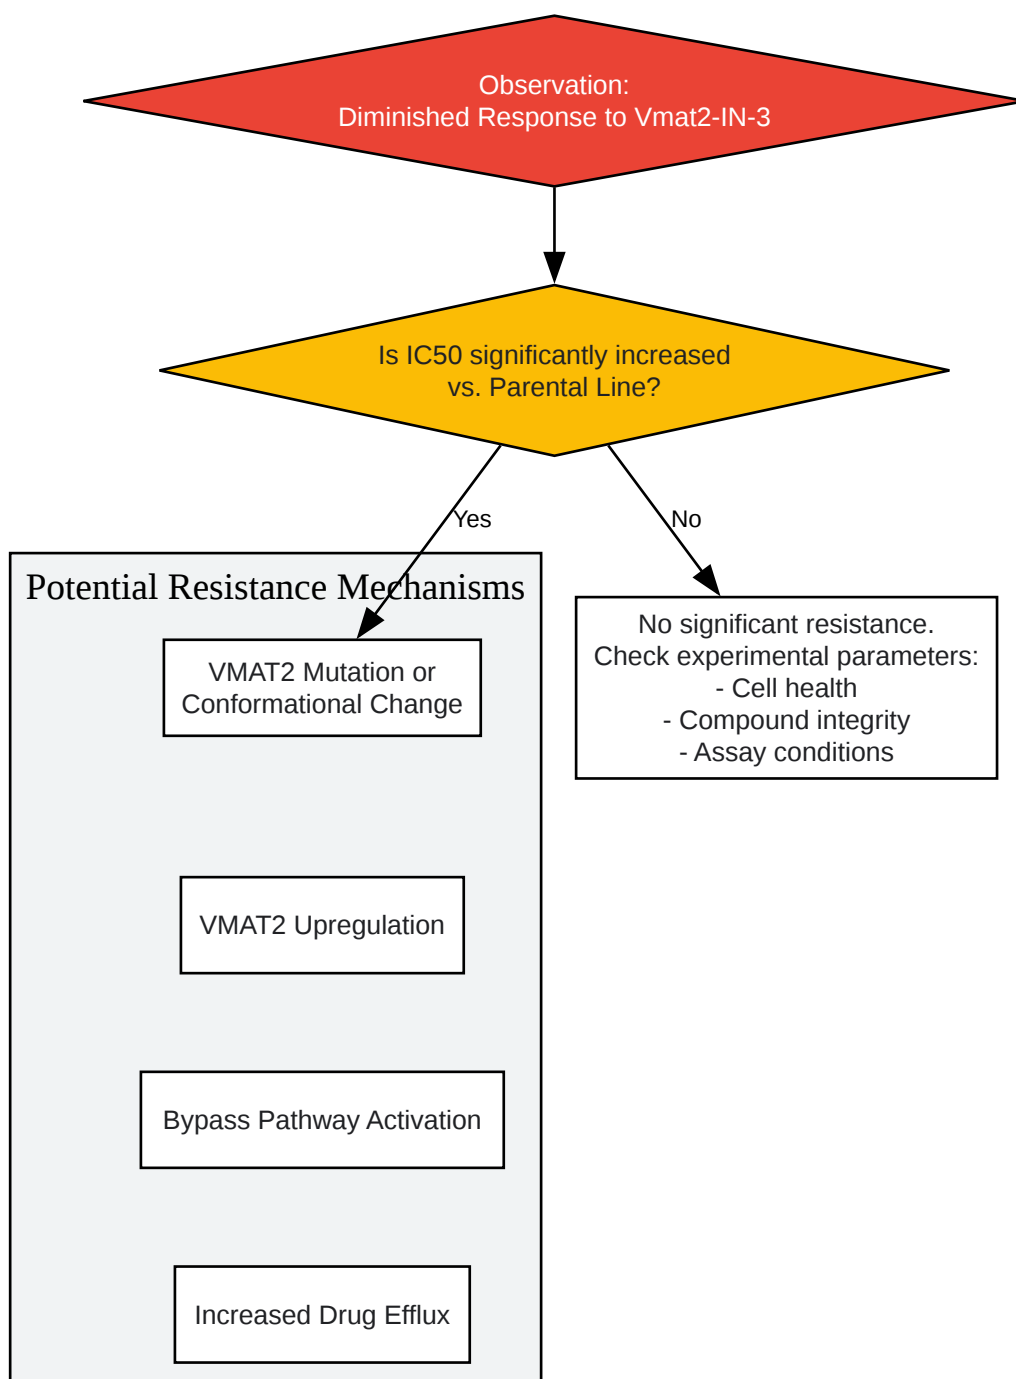 Observation:
Diminished Response to Vmat2-IN-3
Is IC50 significantly increased
vs. Parental Line?
Yes
No
Potential Resistance Mechanisms
VMAT2 Mutation or
Conformational Change
No significant resistance.
Check experimental parameters:
- Cell health
- Compound integrity
- Assay conditions
VMAT2 Upregulation
Bypass Pathway Activation
Increased Drug Efflux